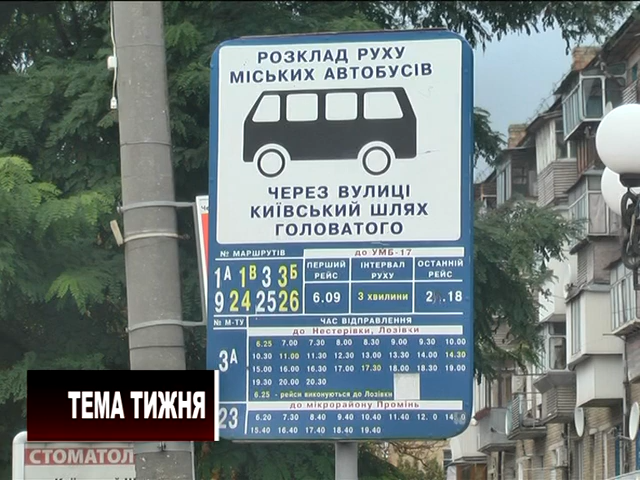 РОЗКЛАД РУХУ
МІСЬКИХ АВТОБУСІВ
ЧЕРЕЗ ВУЛИЦІ
КИЇВСЬКИЙ ШЛЯХ
ГОЛОВАТОГО
№ МАРШРУТІВ
до УМБ-17
1А 1В 3 3Б
9 24 25 26
ПЕРШИЙ РЕЙС
ІНТЕРВАЛ РУХУ
ОСТАННІЙ РЕЙС
6.09
3 хвилини
18
№ М-ТУ
ЧАС ВІДПРАВЛЕННЯ
до Нестерівки, Лозівки
3А
6.25 7.00 7.30 8.00 8.30 9.00 9.30 10.00
10.30 11.00 11.30 12.30 13.00 13.30 14.00 14.30
15.00 16.00 16.30 17.00 17.30 18.00 18.30 19.00
19.30 20.00 20.30
6.25 - рейси виконуються до Лозівки
до мікрорайону Промінь
23
6.20 7.30 8.40 10.40 11.40 12.0
15.40 16.40 17.40 18.40 19.40
ТЕМА ТИЖНЯ
СТОМАТОЛ